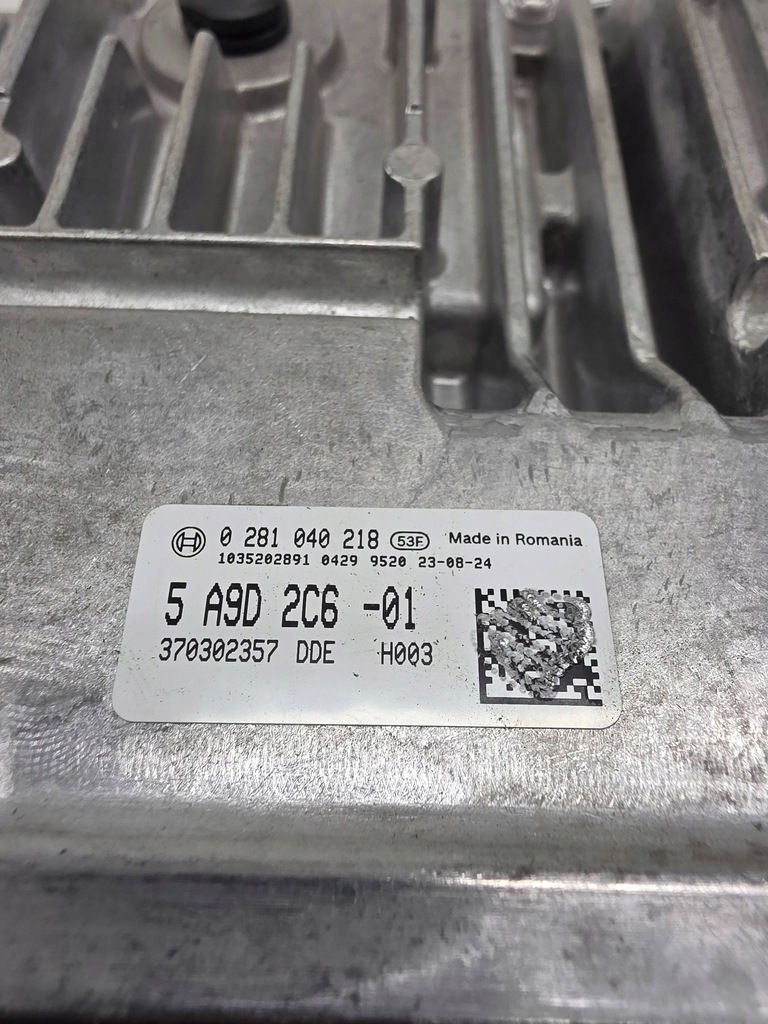 0 281 040 218 53F Made in Romania
1035202891 0429 9520 23-08-24
5 A9D 2C6 -01
370302357 DDE H003